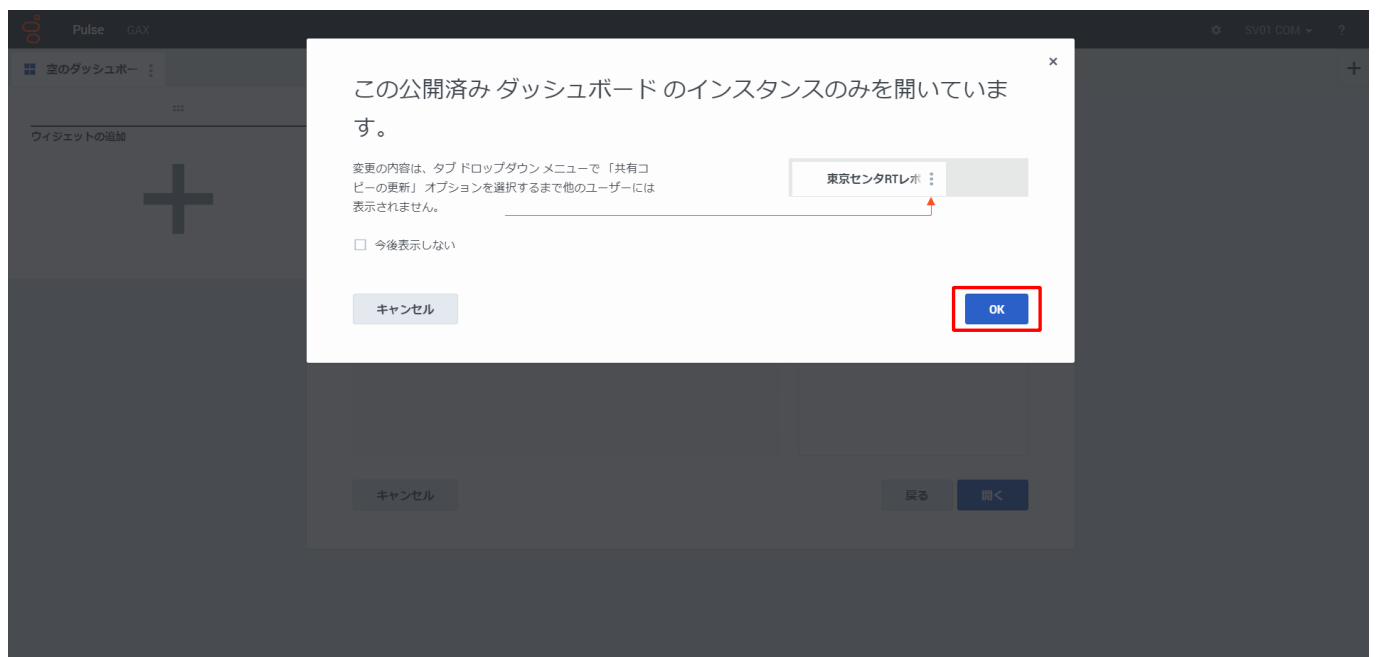 Pulse GAX SV01 COM ?
空のダッシュボー
ウィジェットの追加
この公開済み ダッシュボード のインスタンスのみを開いていま
す。
変更の内容は、タブ ドロップダウン メニューで 「共有コ
ピーの更新」 オプションを選択するまで他のユーザーには
表示されません。
東京センタRTレポ
今後表示しない
キャンセル OK
キャンセル 戻る 開く